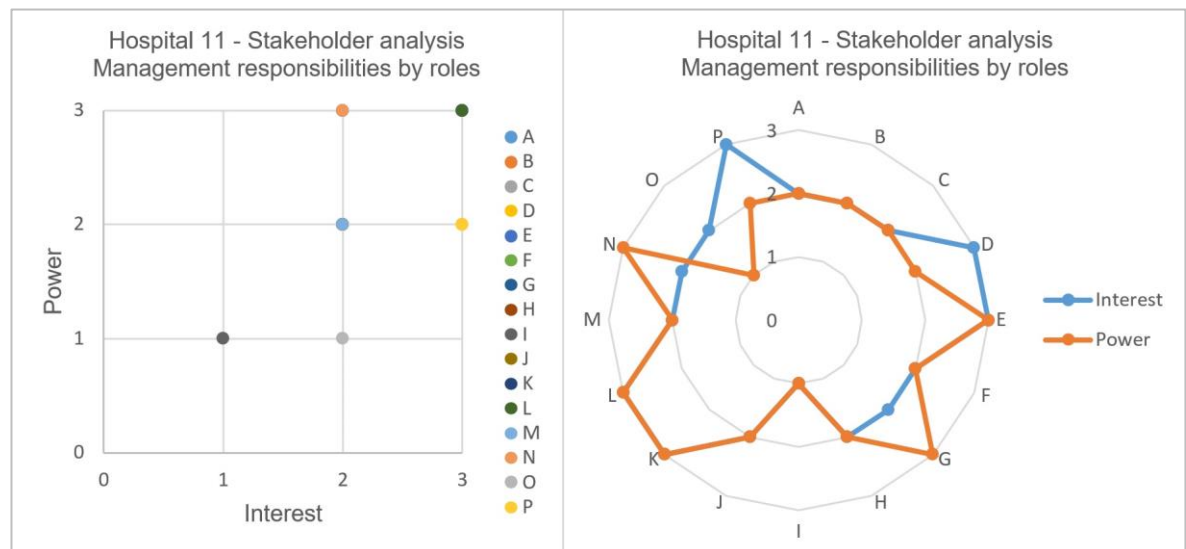 Hospital 11 - Stakeholder analysis
Management responsibilities by roles
3
2
1
0
0
1
2
3
Power
Interest
A
B
C
D
E
F
G
H
I
J
K
L
M
N
O
P
Hospital 11 - Stakeholder analysis
Management responsibilities by roles
A
B
C
D
E
F
G
H
I
J
K
L
M
N
O
P
3
2
1
0
Interest
Power